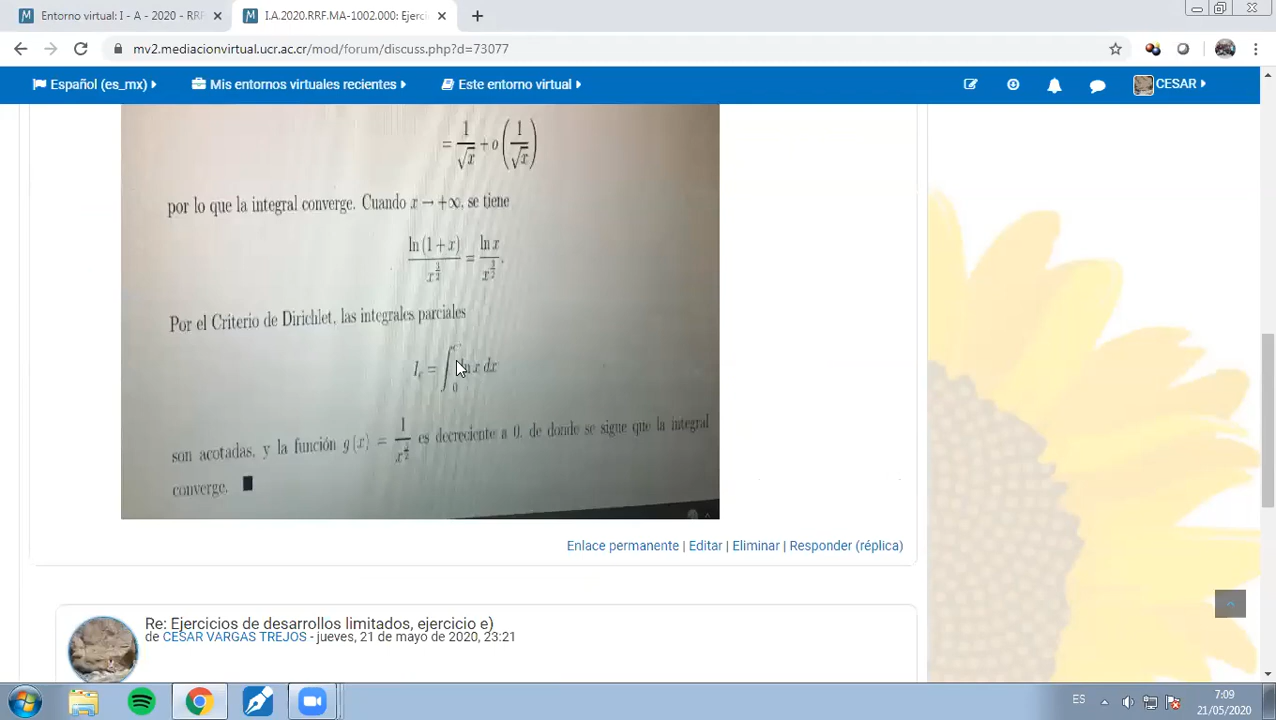 Entorno virtual: I - A - 2020 - RRF
I.A.2020.RRF.MA-1002.000: Ejerci
mv2.mediacionvirtual.ucr.ac.cr/mod/forum/discuss.php?d=73077
Español (es_mx)
Mis entornos virtuales recientes
Este entorno virtual
CESAR
= 1/√x + o(1/√x)
por lo que la integral converge. Cuando x → +∞, se tiene
ln (1 + x)/x^{3/2} = ln x/x^{3/2}.
Por el Criterio de Dirichlet, las integrales parciales
I_c = ∫_0^c ln x dx
son acotadas, y la función g (x) = 1/x^{3/2} es decreciente a 0, de donde se sigue que la integral
converge. ■
Enlace permanente | Editar | Eliminar | Responder (réplica)
Re: Ejercicios de desarrollos limitados, ejercicio e)
de CESAR VARGAS TREJOS - jueves, 21 de mayo de 2020, 23:21
ES
7:09
21/05/2020